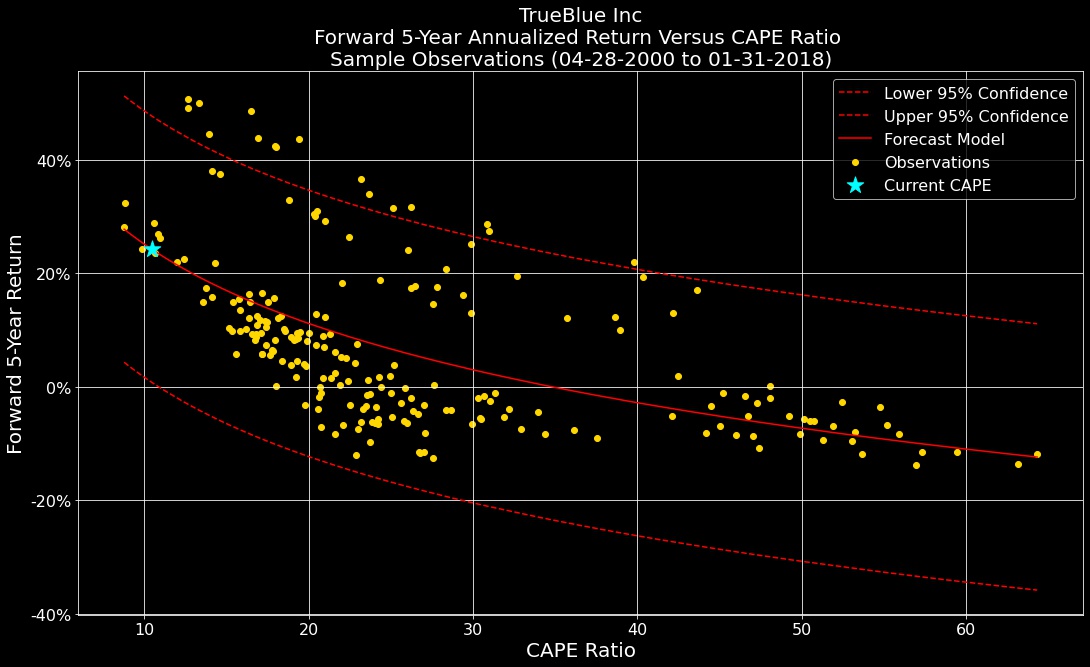 TrueBlue Inc
Forward 5-Year Annualized Return Versus CAPE Ratio
Sample Observations (04-28-2000 to 01-31-2018)
Lower 95% Confidence
Upper 95% Confidence
Forecast Model
Observations
Current CAPE
Forward 5-Year Return
40%
20%
0%
-20%
-40%
10
20
30
40
50
60
CAPE Ratio